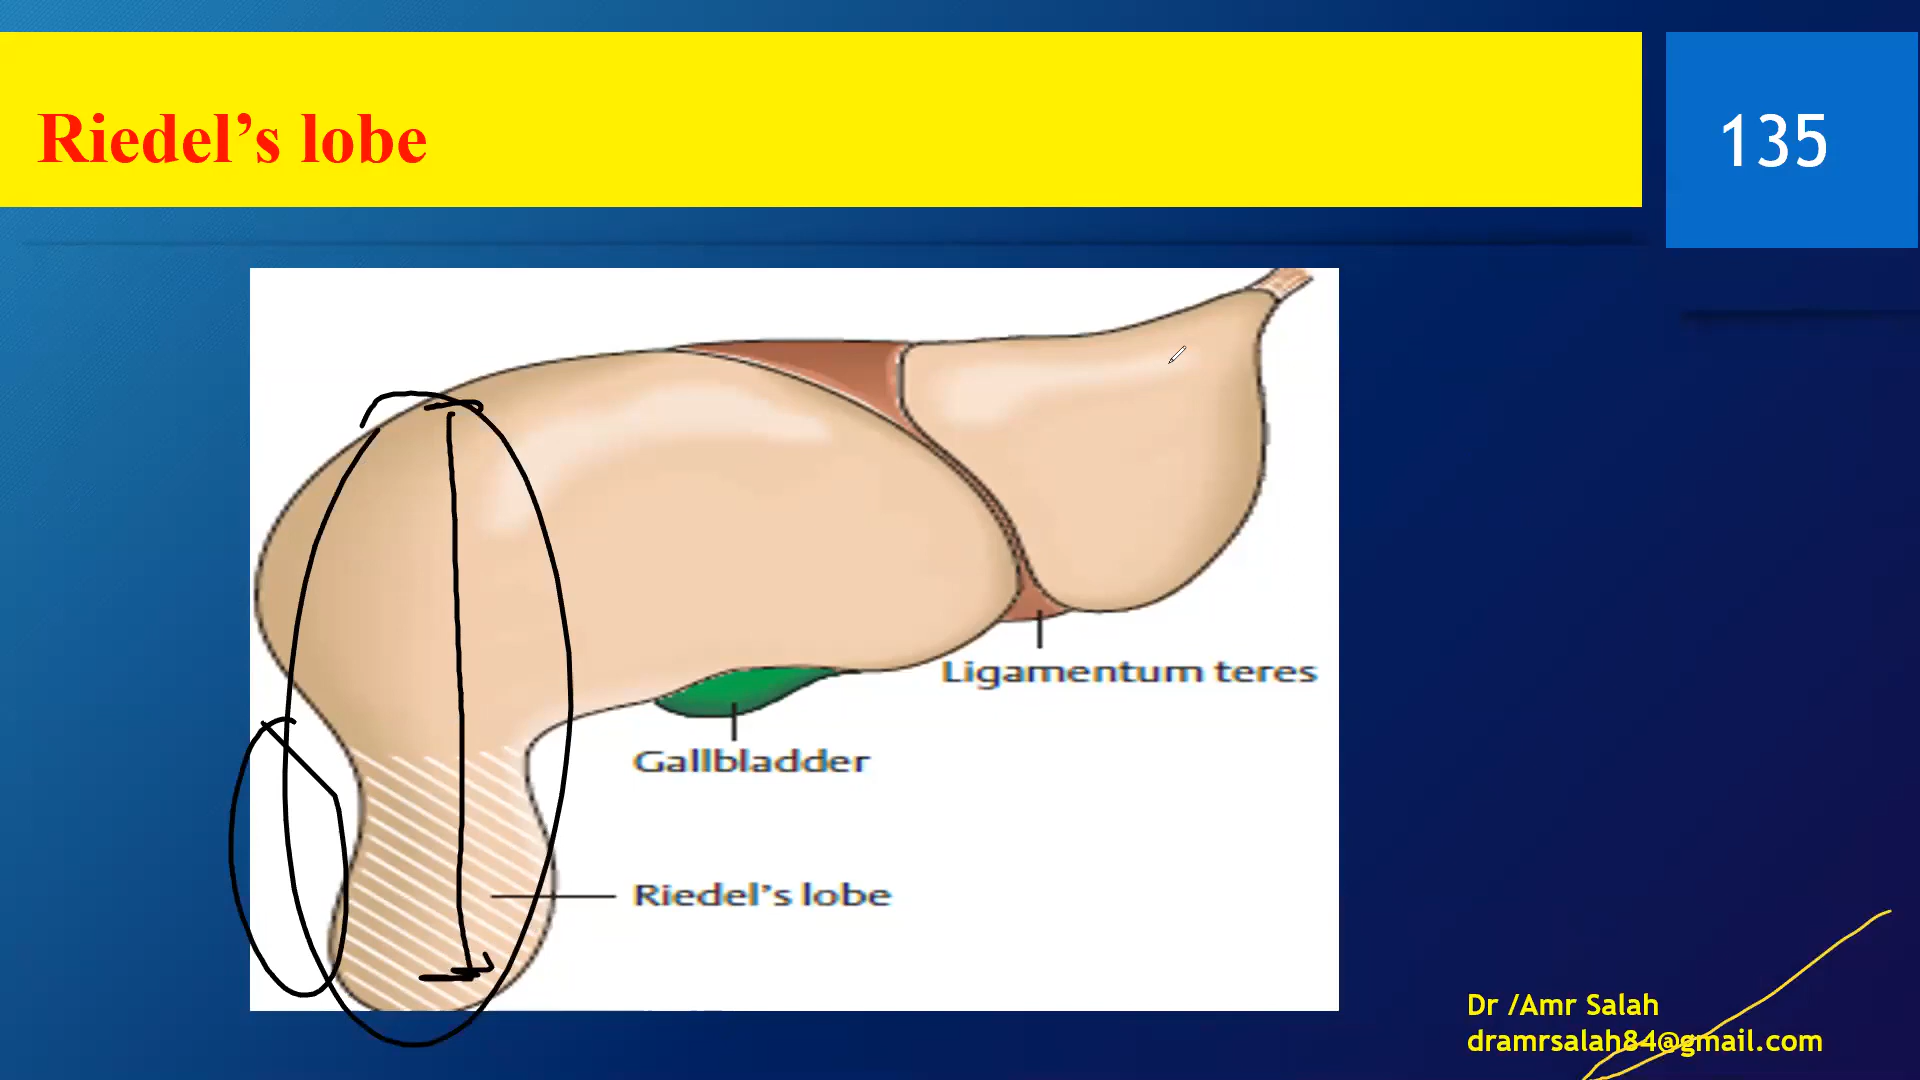 Riedel’s lobe
135
Ligamentum teres
Gallbladder
Riedel’s lobe
Dr /Amr Salah
dramrsalah84@gmail.com